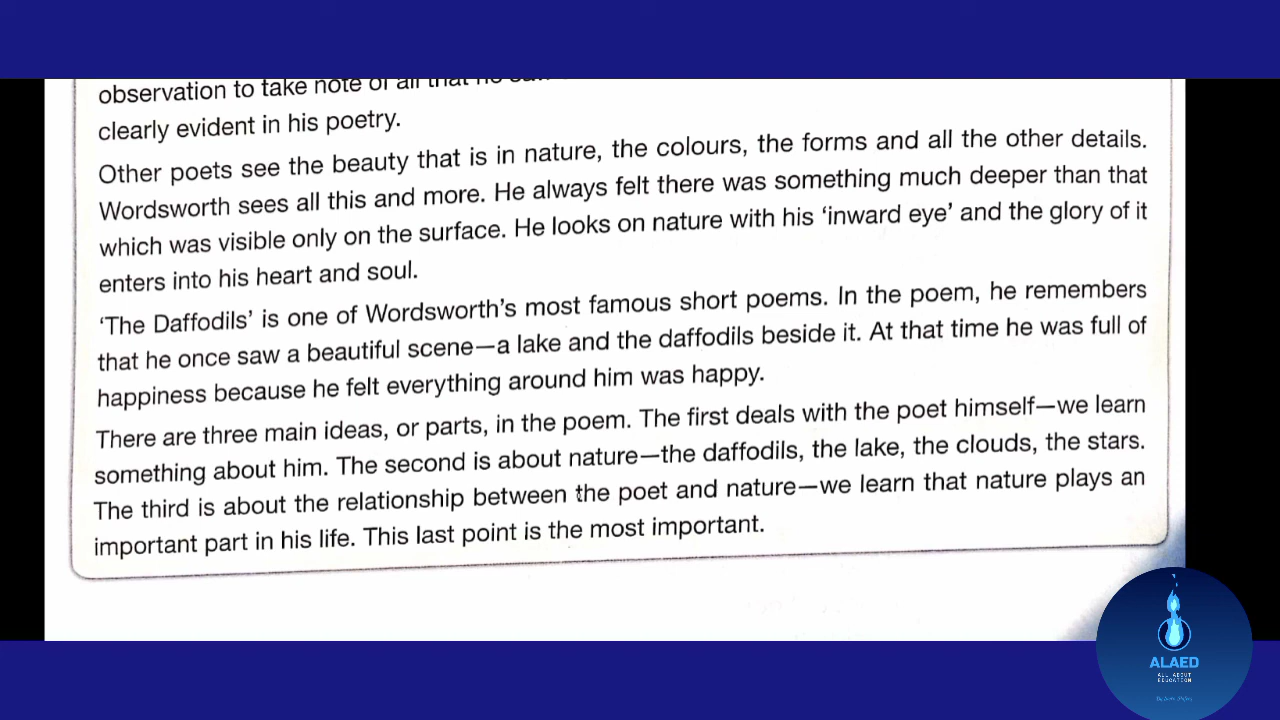 observation to take note of all that he saw
clearly evident in his poetry.
Other poets see the beauty that is in nature, the colours, the forms and all the other details.
Wordsworth sees all this and more. He always felt there was something much deeper than that
which was visible only on the surface. He looks on nature with his ‘inward eye’ and the glory of it
enters into his heart and soul.
‘The Daffodils’ is one of Wordsworth’s most famous short poems. In the poem, he remembers
that he once saw a beautiful scene—a lake and the daffodils beside it. At that time he was full of
happiness because he felt everything around him was happy.
There are three main ideas, or parts, in the poem. The first deals with the poet himself—we learn
something about him. The second is about nature—the daffodils, the lake, the clouds, the stars.
The third is about the relationship between the poet and nature—we learn that nature plays an
important part in his life. This last point is the most important.
ALAED
ALL ABOUT
EDUCATION